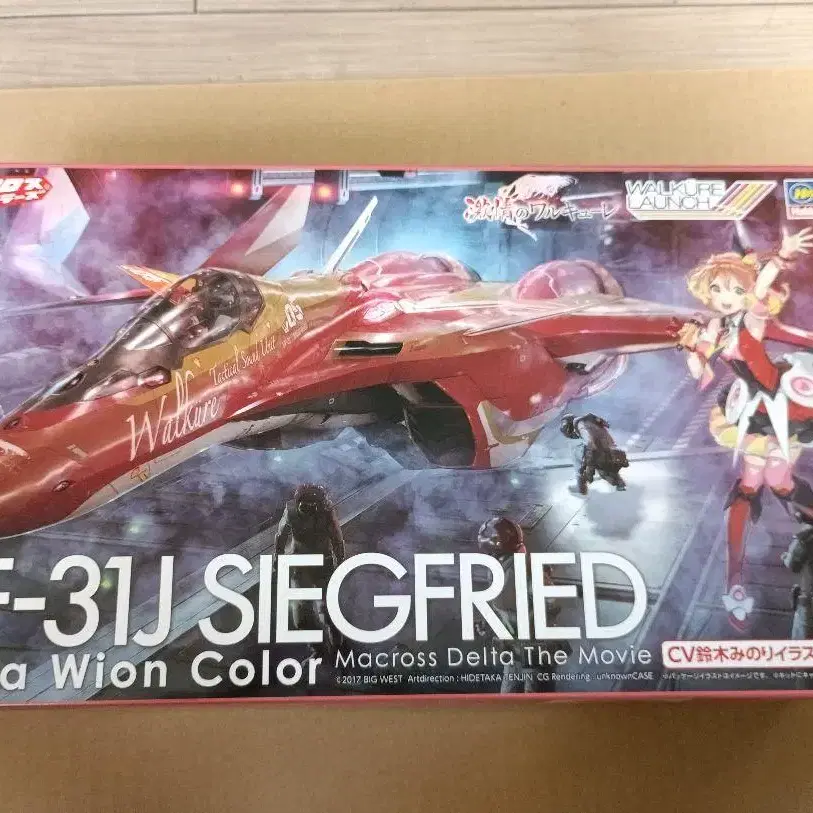 激情のワルキューレ
WALKÜRE
LAUNCH
Walküre
Tactical Sound Unit
F-31J SIEGFRIED
a Wion Color
Macross Delta The Movie
CV鈴木みのりイラス
©2017 BIG WEST Artdirection : HIDETAKA TENJIN CG Rendering : unknownCASE